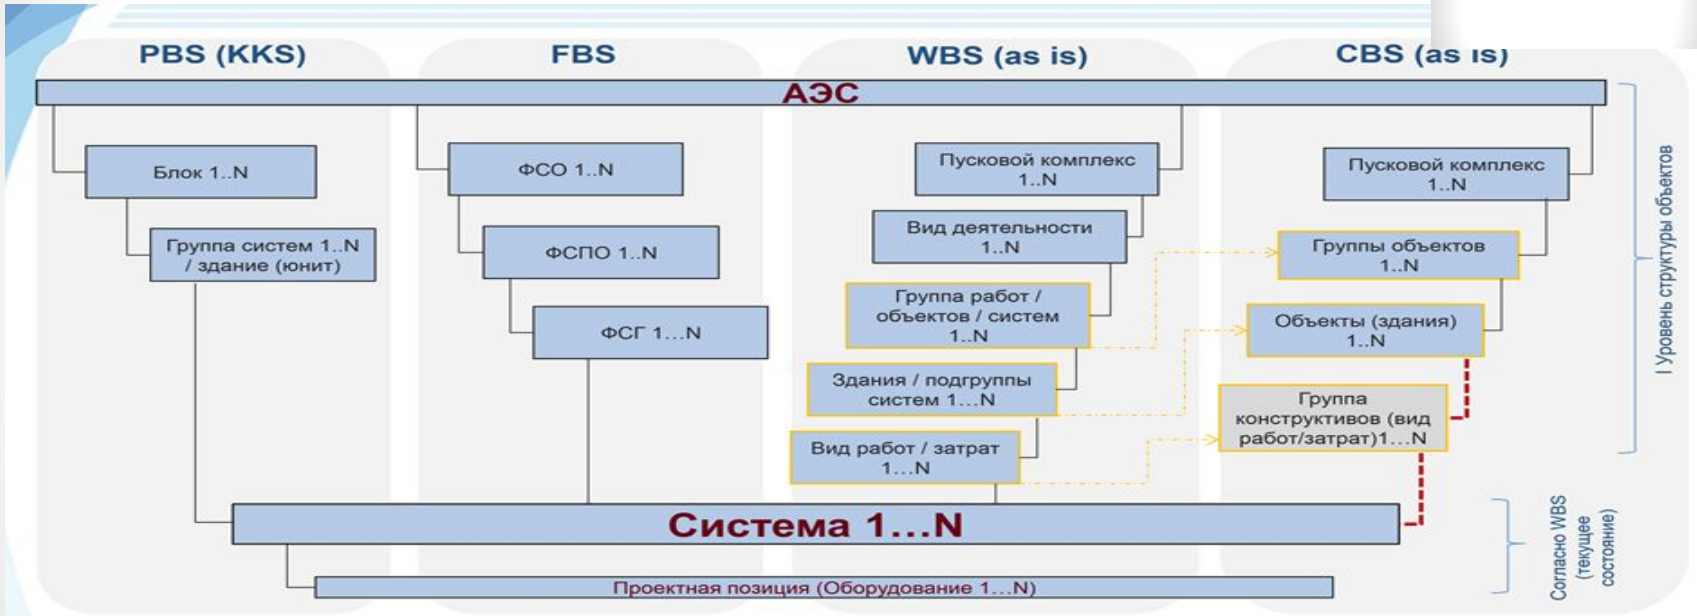 PBS (KKS)
FBS
WBS (as is)
CBS (as is)
АЭС
Блок 1..N
Группа систем 1..N
/ здание (юнит)
ФСО 1..N
ФСПО 1..N
ФСГ 1...N
Пусковой комплекс
1..N
Вид деятельности
1..N
Группа работ /
объектов / систем
1..N
Здания / подгруппы
систем 1...N
Вид работ / затрат
1...N
Пусковой комплекс
1..N
Группы объектов
1..N
Объекты (здания)
1..N
Группа
конструктивов (вид
работ/затрат)1...N
I Уровень структуры объектов
Система 1...N
Проектная позиция (Оборудование 1...N)
Согласно WBS
(текущее
состояние)